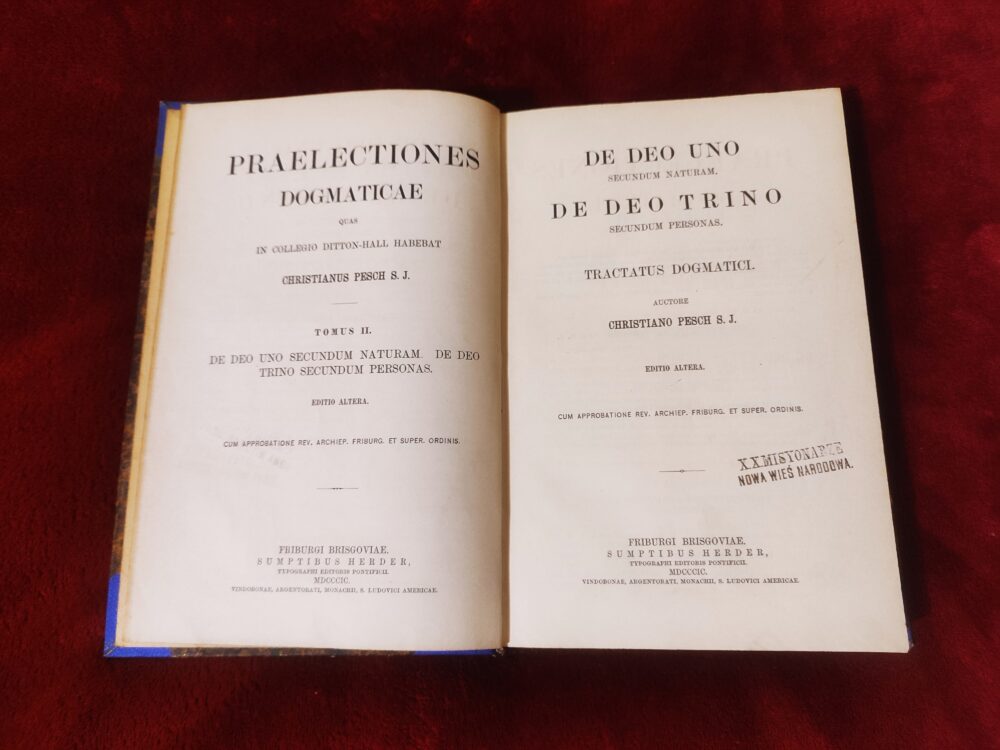 PRAELECTIONES
DOGMATICAE
QUAS
IN COLLEGIO DITTON-HALL HABEBAT
CHRISTIANUS PESCH S. J.
TOMUS II.
DE DEO UNO SECUNDUM NATURAM. DE DEO
TRINO SECUNDUM PERSONAS.
EDITIO ALTERA.
CUM APPROBATIONE REV. ARCHIEP. FRIBURG. ET SUPER. ORDINIS.
FRIBURGI BRISGOVIAE.
SUMPTIBUS HERDER,
TYPOGRAPHI EDITORIS PONTIFICII.
MDCCCIC.
VINDOBONAE, ARGENTORATI, MONACHII, S. LUDOVICI AMERICAE.
DE DEO UNO
SECUNDUM NATURAM.
DE DEO TRINO
SECUNDUM PERSONAS.
TRACTATUS DOGMATICI.
AUCTORE
CHRISTIANO PESCH S. J.
EDITIO ALTERA.
CUM APPROBATIONE REV. ARCHIEP. FRIBURG. ET SUPER. ORDINIS.
XX.MISYONARZE
NOWA WIEŚ NARODOWA.
FRIBURGI BRISGOVIAE.
SUMPTIBUS HERDER,
TYPOGRAPHI EDITORIS PONTIFICII.
MDCCCIC.
VINDOBONAE, ARGENTORATI, MONACHII, S. LUDOVICI AMERICAE.